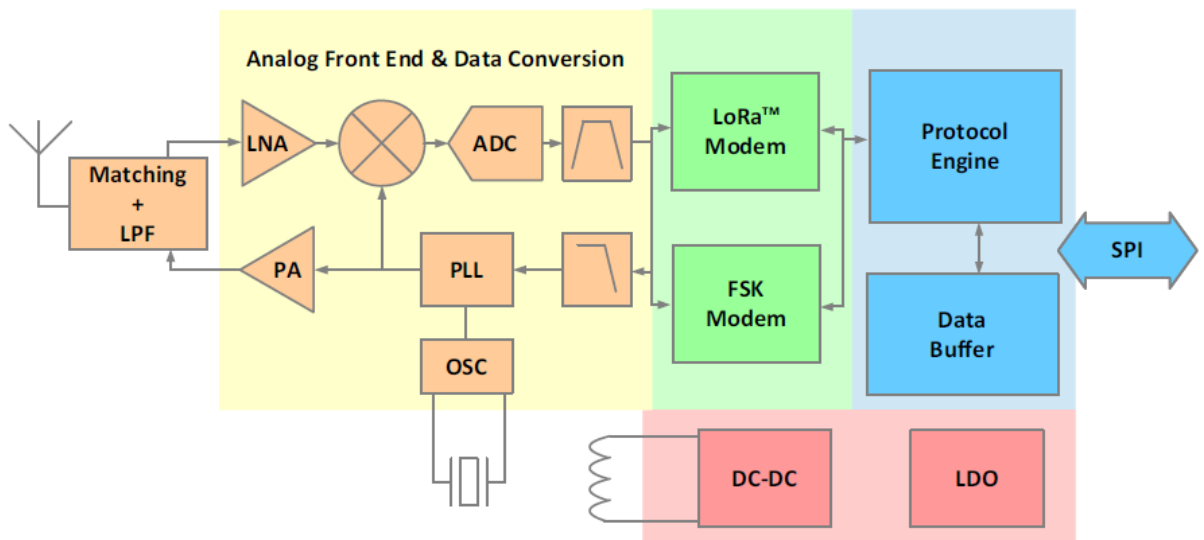 Analog Front End & Data Conversion
LNA
ADC
LoRa™
Modem
Protocol
Engine
Matching
+
LPF
PA
PLL
FSK
Modem
SPI
Data
Buffer
OSC
DC-DC
LDO